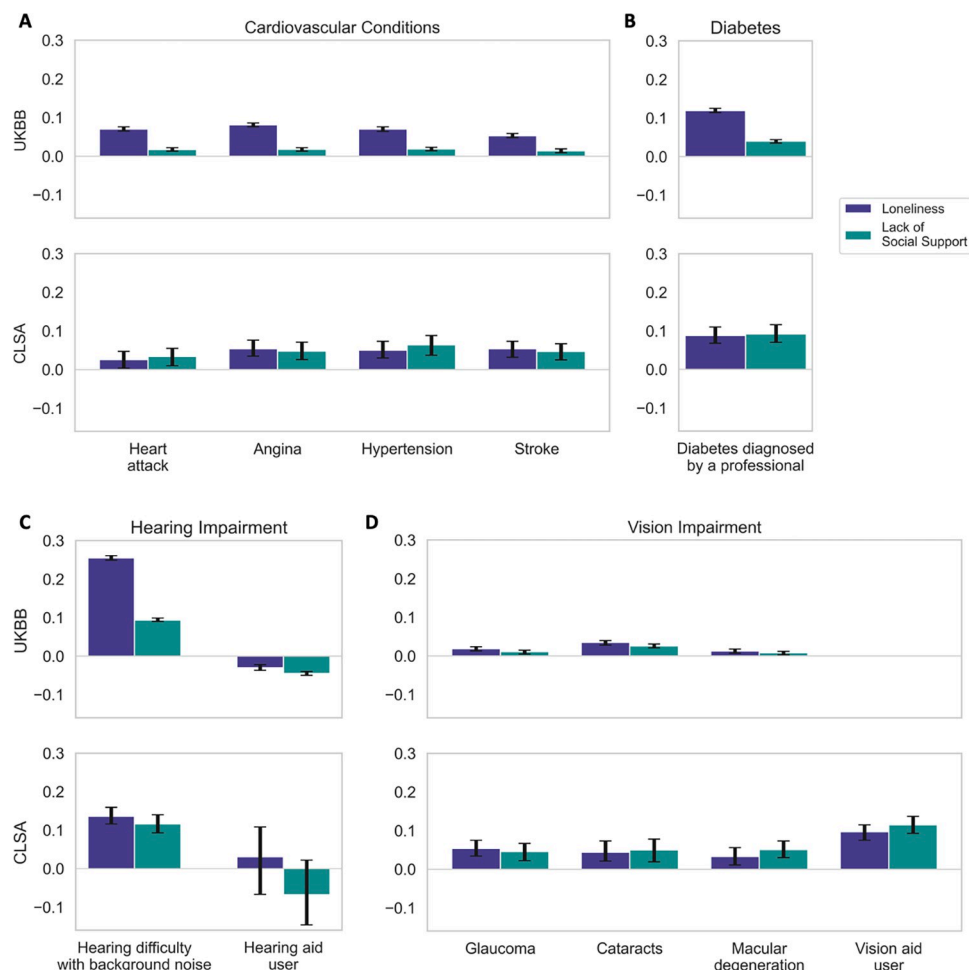 A
Cardiovascular Conditions
B
Diabetes
0.3
0.2
0.1
0.0
−0.1
UKBB
0.3
0.2
0.1
0.0
−0.1
Loneliness
Lack of
Social Support
0.3
0.2
0.1
0.0
−0.1
CLSA
0.3
0.2
0.1
0.0
−0.1
Heart
attack
Angina
Hypertension
Stroke
Diabetes diagnosed
by a professional
C
Hearing Impairment
D
Vision Impairment
0.3
0.2
0.1
0.0
−0.1
UKBB
0.3
0.2
0.1
0.0
−0.1
0.3
0.2
0.1
0.0
−0.1
CLSA
0.3
0.2
0.1
0.0
−0.1
Hearing difficulty
with background noise
Hearing aid
user
Glaucoma
Cataracts
Macular
degeneration
Vision aid
user